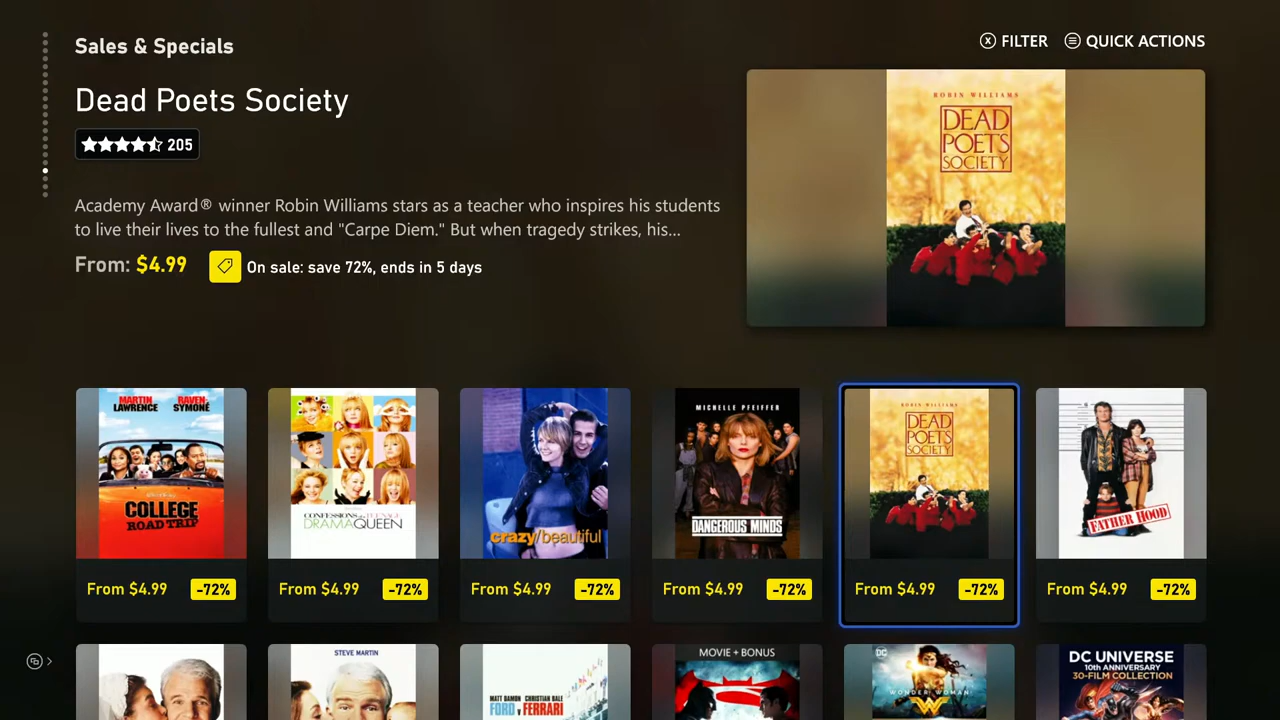 Sales & Specials
FILTER
QUICK ACTIONS
Dead Poets Society
205
Academy Award® winner Robin Williams stars as a teacher who inspires his students
to live their lives to the fullest and "Carpe Diem." But when tragedy strikes, his...
From: $4.99
On sale: save 72%, ends in 5 days
ROBIN WILLIAMS
DEAD
POETS
SOCIETY
MARTIN LAWRENCE
RAVEN-SYMONÉ
COLLEGE
ROAD TRIP
CONFESSIONS of a TEENAGE
DRAMA QUEEN
crazy/beautiful
MICHELLE PFEIFFER
DANGEROUS MINDS
ROBIN WILLIAMS
DEAD
POETS
SOCIETY
FATHER HOOD
From $4.99 -72%
From $4.99 -72%
From $4.99 -72%
From $4.99 -72%
From $4.99 -72%
From $4.99 -72%
STEVE MARTIN
MATT DAMON CHRISTIAN BALE
FORD v FERRARI
MOVIE + BONUS
DC
WONDER WOMAN
DC UNIVERSE
10th ANNIVERSARY
30-FILM COLLECTION